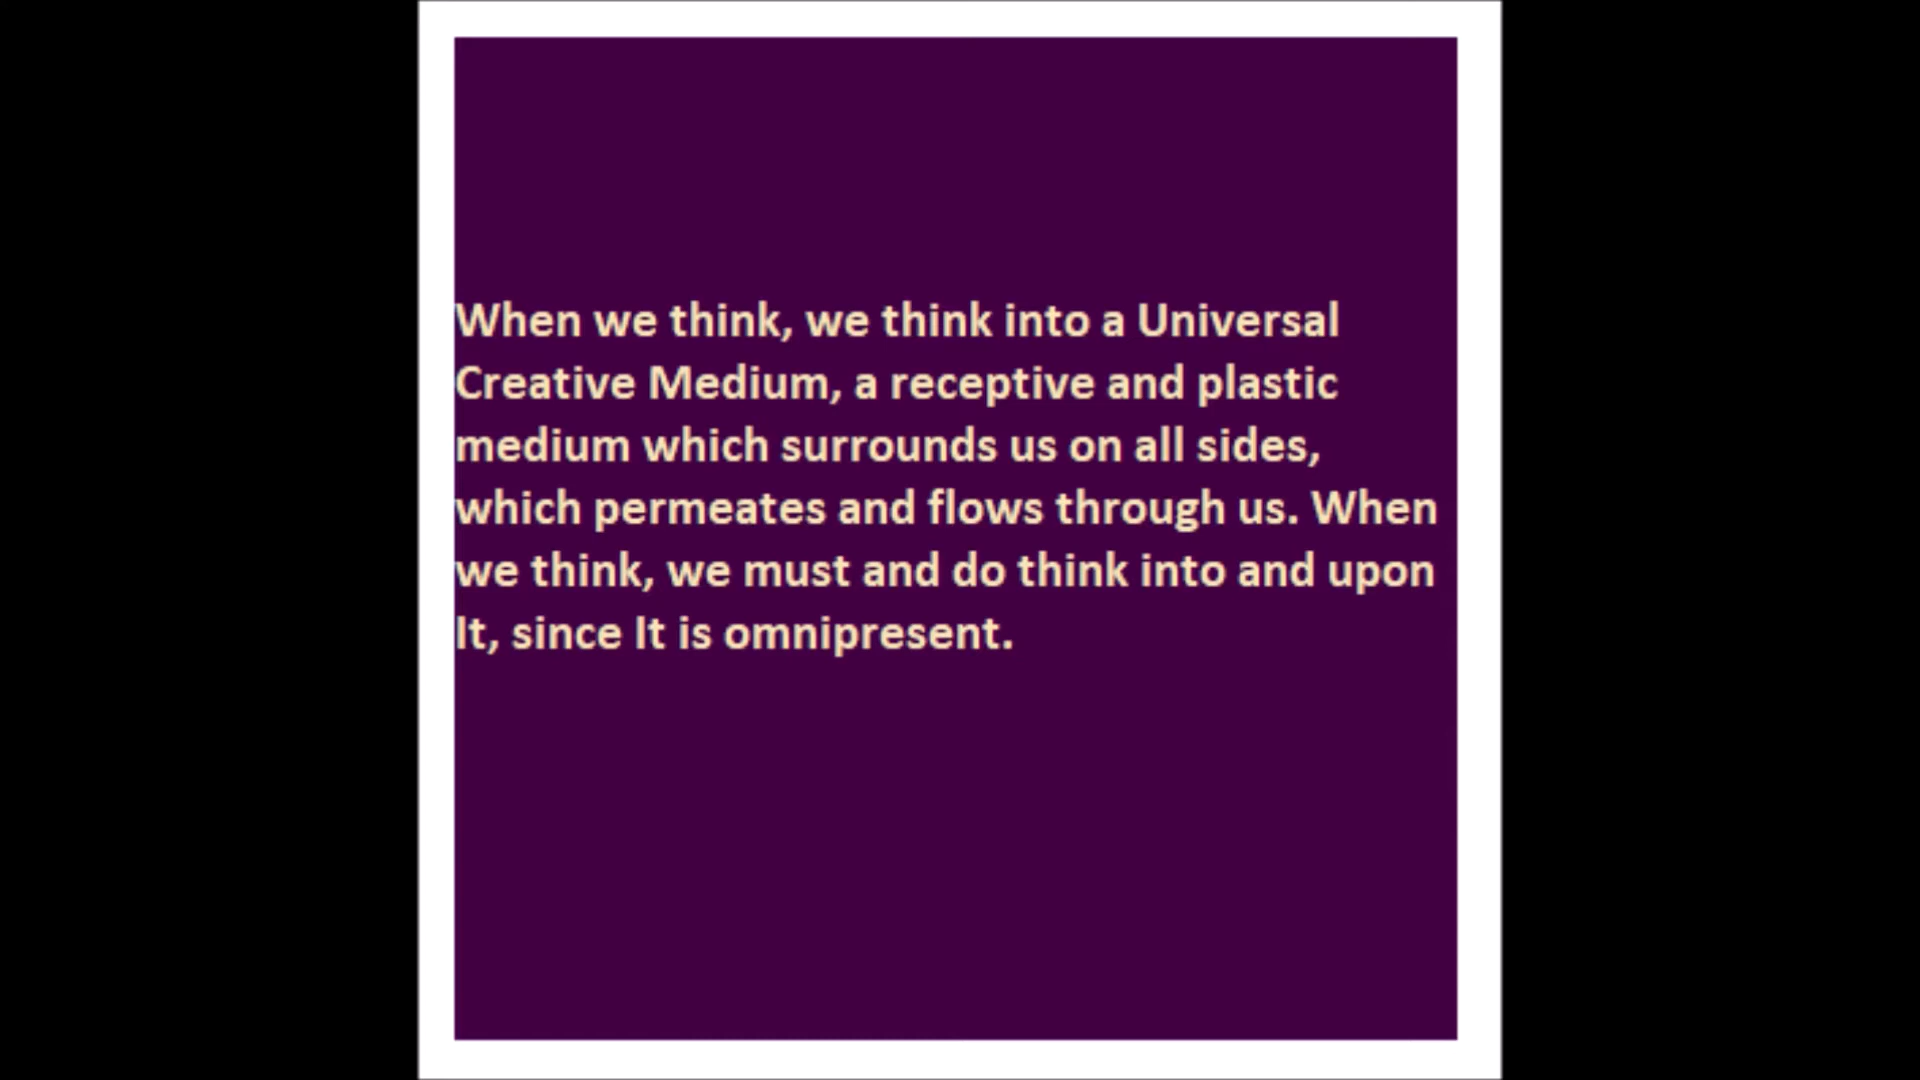 When we think, we think into a Universal
Creative Medium, a receptive and plastic
medium which surrounds us on all sides,
which permeates and flows through us. When
we think, we must and do think into and upon
It, since It is omnipresent.